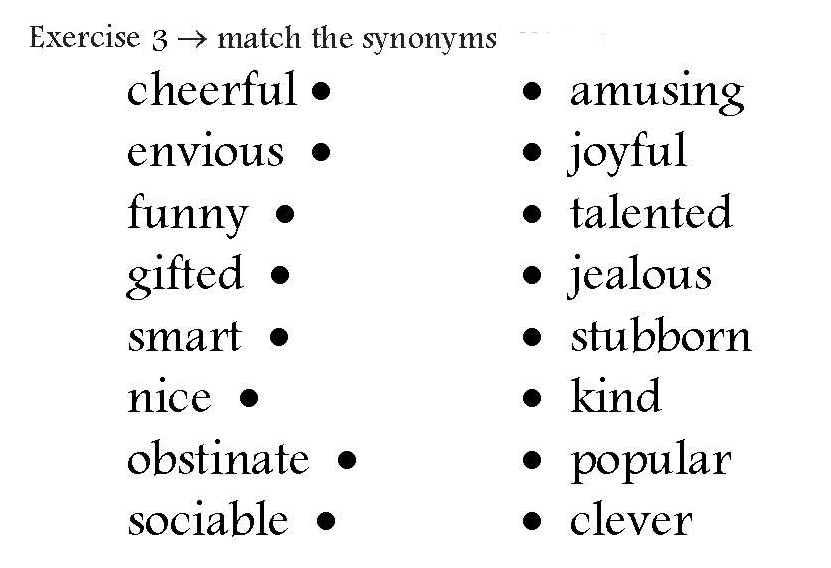 Exercise 3 → match the synonyms
cheerful • • amusing
envious • • joyful
funny • • talented
gifted • • jealous
smart • • stubborn
nice • • kind
obstinate • • popular
sociable • • clever